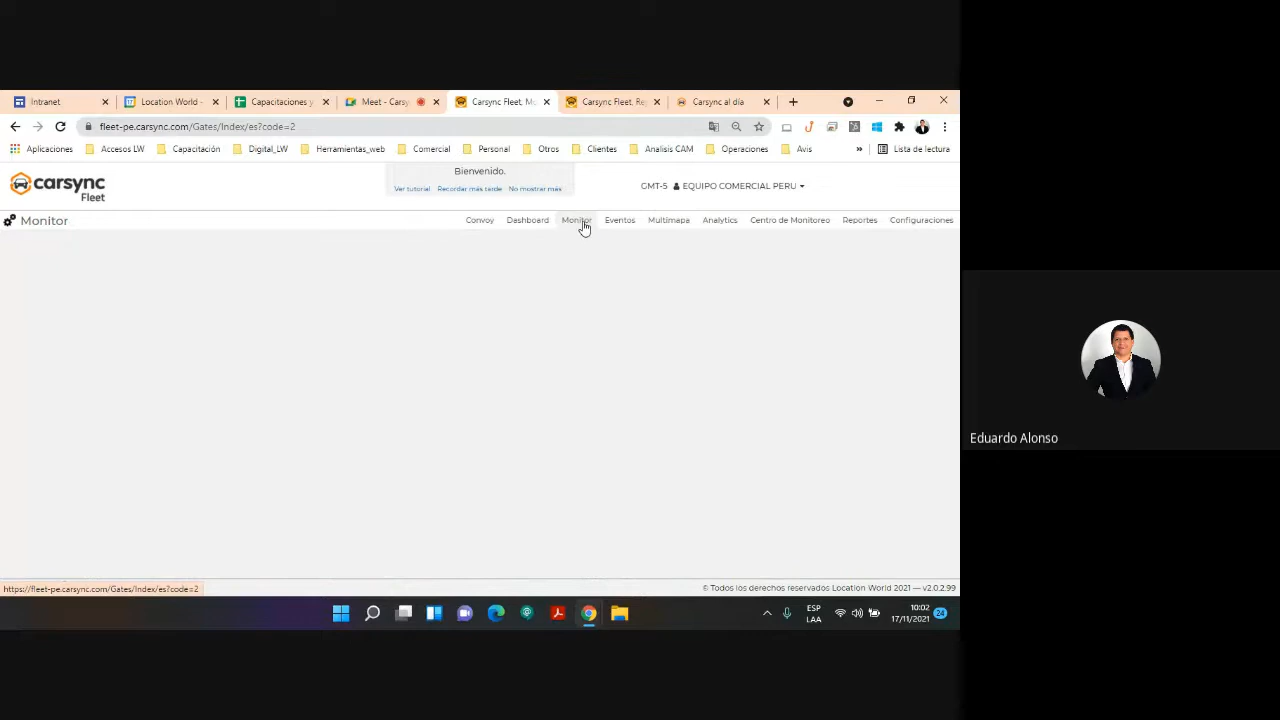 Intranet
Location World -
Capacitaciones y
Meet - Carsy
Carsync Fleet, M
Carsync Fleet, Re
Carsync al día
fleet-pe.carsync.com/Gates/Index/es?code=2
Aplicaciones
Accesos LW
Capacitación
Digital_LW
Herramientas_web
Comercial
Personal
Otros
Clientes
Analisis CAM
Operaciones
Avis
»
Lista de lectura
carsync
Fleet
Bienvenido.
Ver tutorial Recordar más tarde No mostrar más
GMT-5 EQUIPO COMERCIAL PERU
Monitor
Convoy Dashboard Monitor Eventos Multimapa Analytics Centro de Monitoreo Reportes Configuraciones
Eduardo Alonso
https://fleet-pe.carsync.com/Gates/Index/es?code=2
© Todos los derechos reservados Location World 2021 — v2.0.2.99
ESP
LAA
10:02
17/11/2021
24